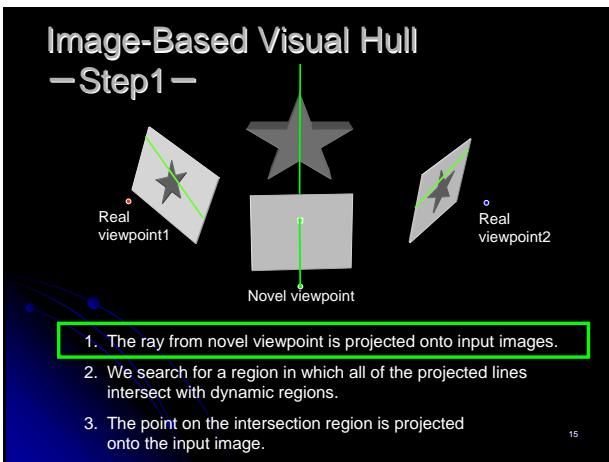 Image-Based Visual Hull
－Step1－
Real
viewpoint1
Real
viewpoint2
Novel viewpoint
1. The ray from novel viewpoint is projected onto input images.
2. We search for a region in which all of the projected lines
intersect with dynamic regions.
3. The point on the intersection region is projected
onto the input image.
15